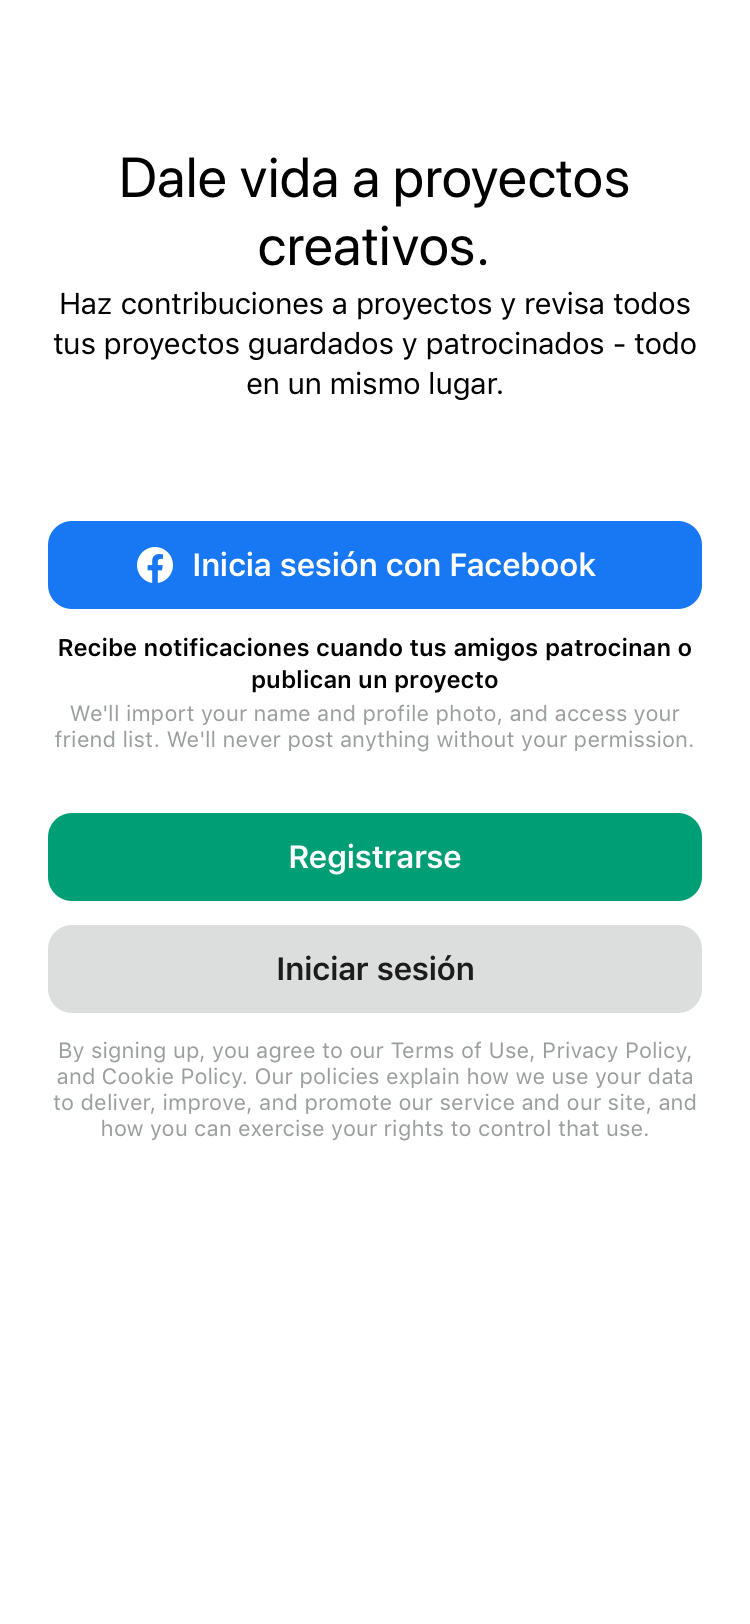 Dale vida a proyectos
creativos.
Haz contribuciones a proyectos y revisa todos
tus proyectos guardados y patrocinados - todo
en un mismo lugar.
Inicia sesión con Facebook
Recibe notificaciones cuando tus amigos patrocinan o
publican un proyecto
We'll import your name and profile photo, and access your
friend list. We'll never post anything without your permission.
Registrarse
Iniciar sesión
By signing up, you agree to our Terms of Use, Privacy Policy,
and Cookie Policy. Our policies explain how we use your data
to deliver, improve, and promote our service and our site, and
how you can exercise your rights to control that use.